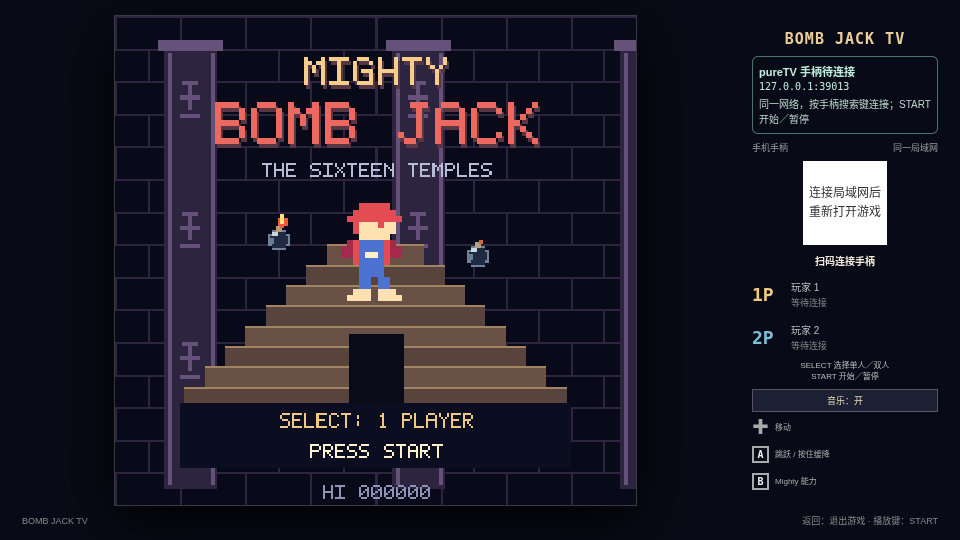 MIGHTY
BOMB JACK
THE SIXTEEN TEMPLES
SELECT: 1 PLAYER
PRESS START
HI 000000
BOMB JACK TV
pureTV 手柄待连接
127.0.0.1:39013
同一网络，按手柄搜索键连接；START
开始／暂停
手机手柄 同一局域网
连接局域网后
重新打开游戏
扫码连接手柄
1P 玩家 1
等待连接
2P 玩家 2
等待连接
SELECT 选择单人／双人
START 开始／暂停
音乐：开
移动
A 跳跃 / 按住缓降
B Mighty 能力
BOMB JACK TV
返回：退出游戏 · 播放键：START